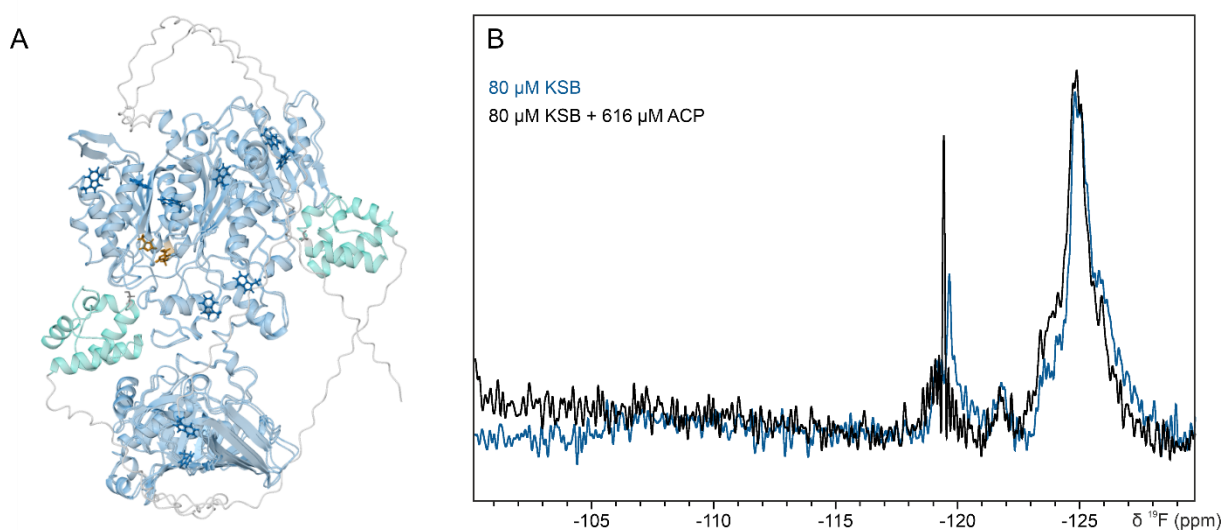 A
B
80 µM KSB
80 µM KSB + 616 µM ACP
-105 -110 -115 -120 -125 δ ¹⁹F (ppm)